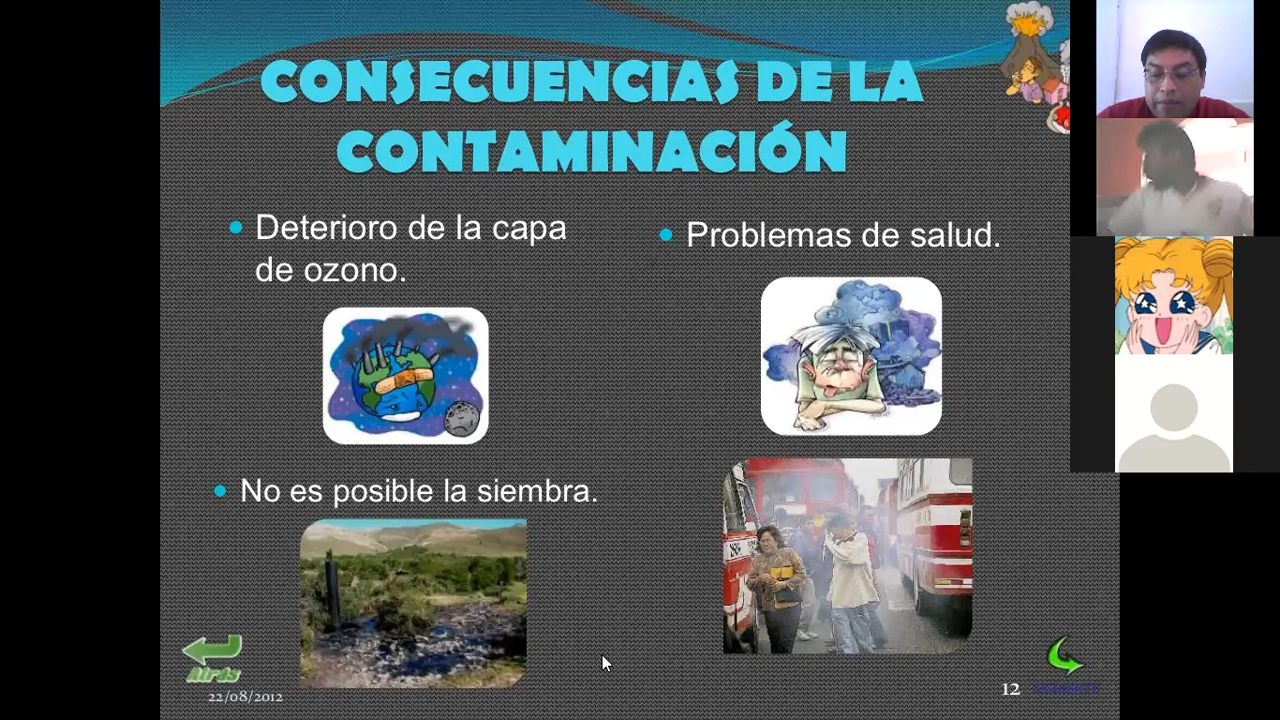 CONSECUENCIAS DE LA
CONTAMINACIÓN
Deterioro de la capa
de ozono.
Problemas de salud.
No es posible la siembra.
Atrás
22/08/2012
12